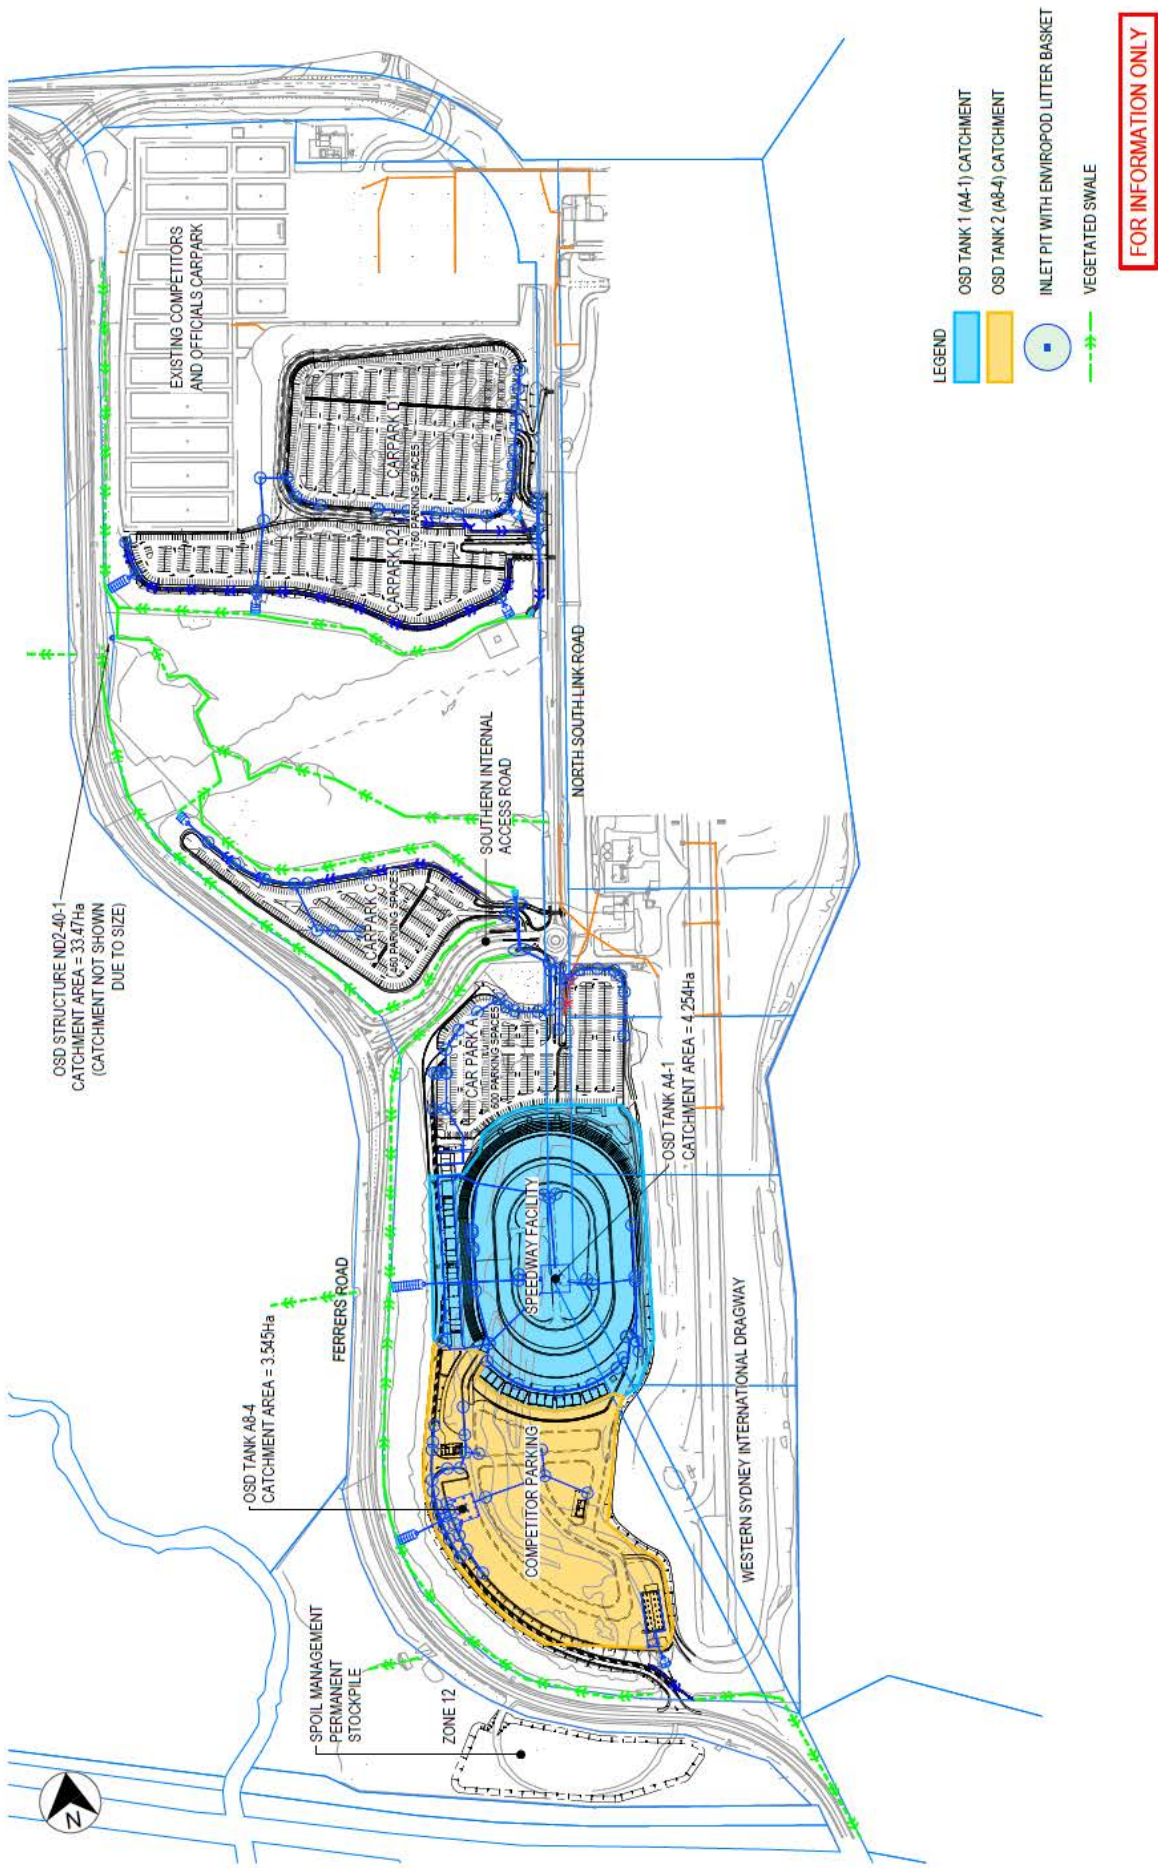 OSD STRUCTURE ND2-40-1
CATCHMENT AREA = 33.47Ha
(CATCHMENT NOT SHOWN
DUE TO SIZE)
EXISTING COMPETITORS
AND OFFICIALS CARPARK
CARPARK D1
CARPARK D2
1760 PARKING SPACES
SOUTHERN INTERNAL
ACCESS ROAD
NORTH SOUTH LINK ROAD
CARPARK C
450 PARKING SPACES
CAR PARK A
600 PARKING SPACES
OSD TANK A4-1
CATCHMENT AREA = 4.254Ha
SPEEDWAY FACILITY
FERRERS ROAD
OSD TANK A8-4
CATCHMENT AREA = 3.545Ha
COMPETITOR PARKING
WESTERN SYDNEY INTERNATIONAL DRAGWAY
SPOIL MANAGEMENT
PERMANENT
STOCKPILE
ZONE 12
N
LEGEND
OSD TANK 1 (A4-1) CATCHMENT
OSD TANK 2 (A8-4) CATCHMENT
INLET PIT WITH ENVIROPOD LITTER BASKET
VEGETATED SWALE
FOR INFORMATION ONLY